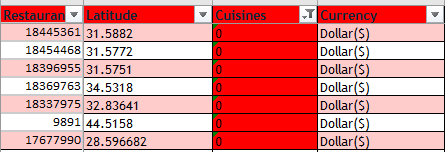 Restauran Latitude Cuisines Currency
18445361 31.5882 0 Dollar($)
18454468 31.5772 0 Dollar($)
18396955 31.5751 0 Dollar($)
18369763 34.5318 0 Dollar($)
18337975 32.83641 0 Dollar($)
9891 44.5158 0 Dollar($)
17677990 28.596682 0 Dollar($)